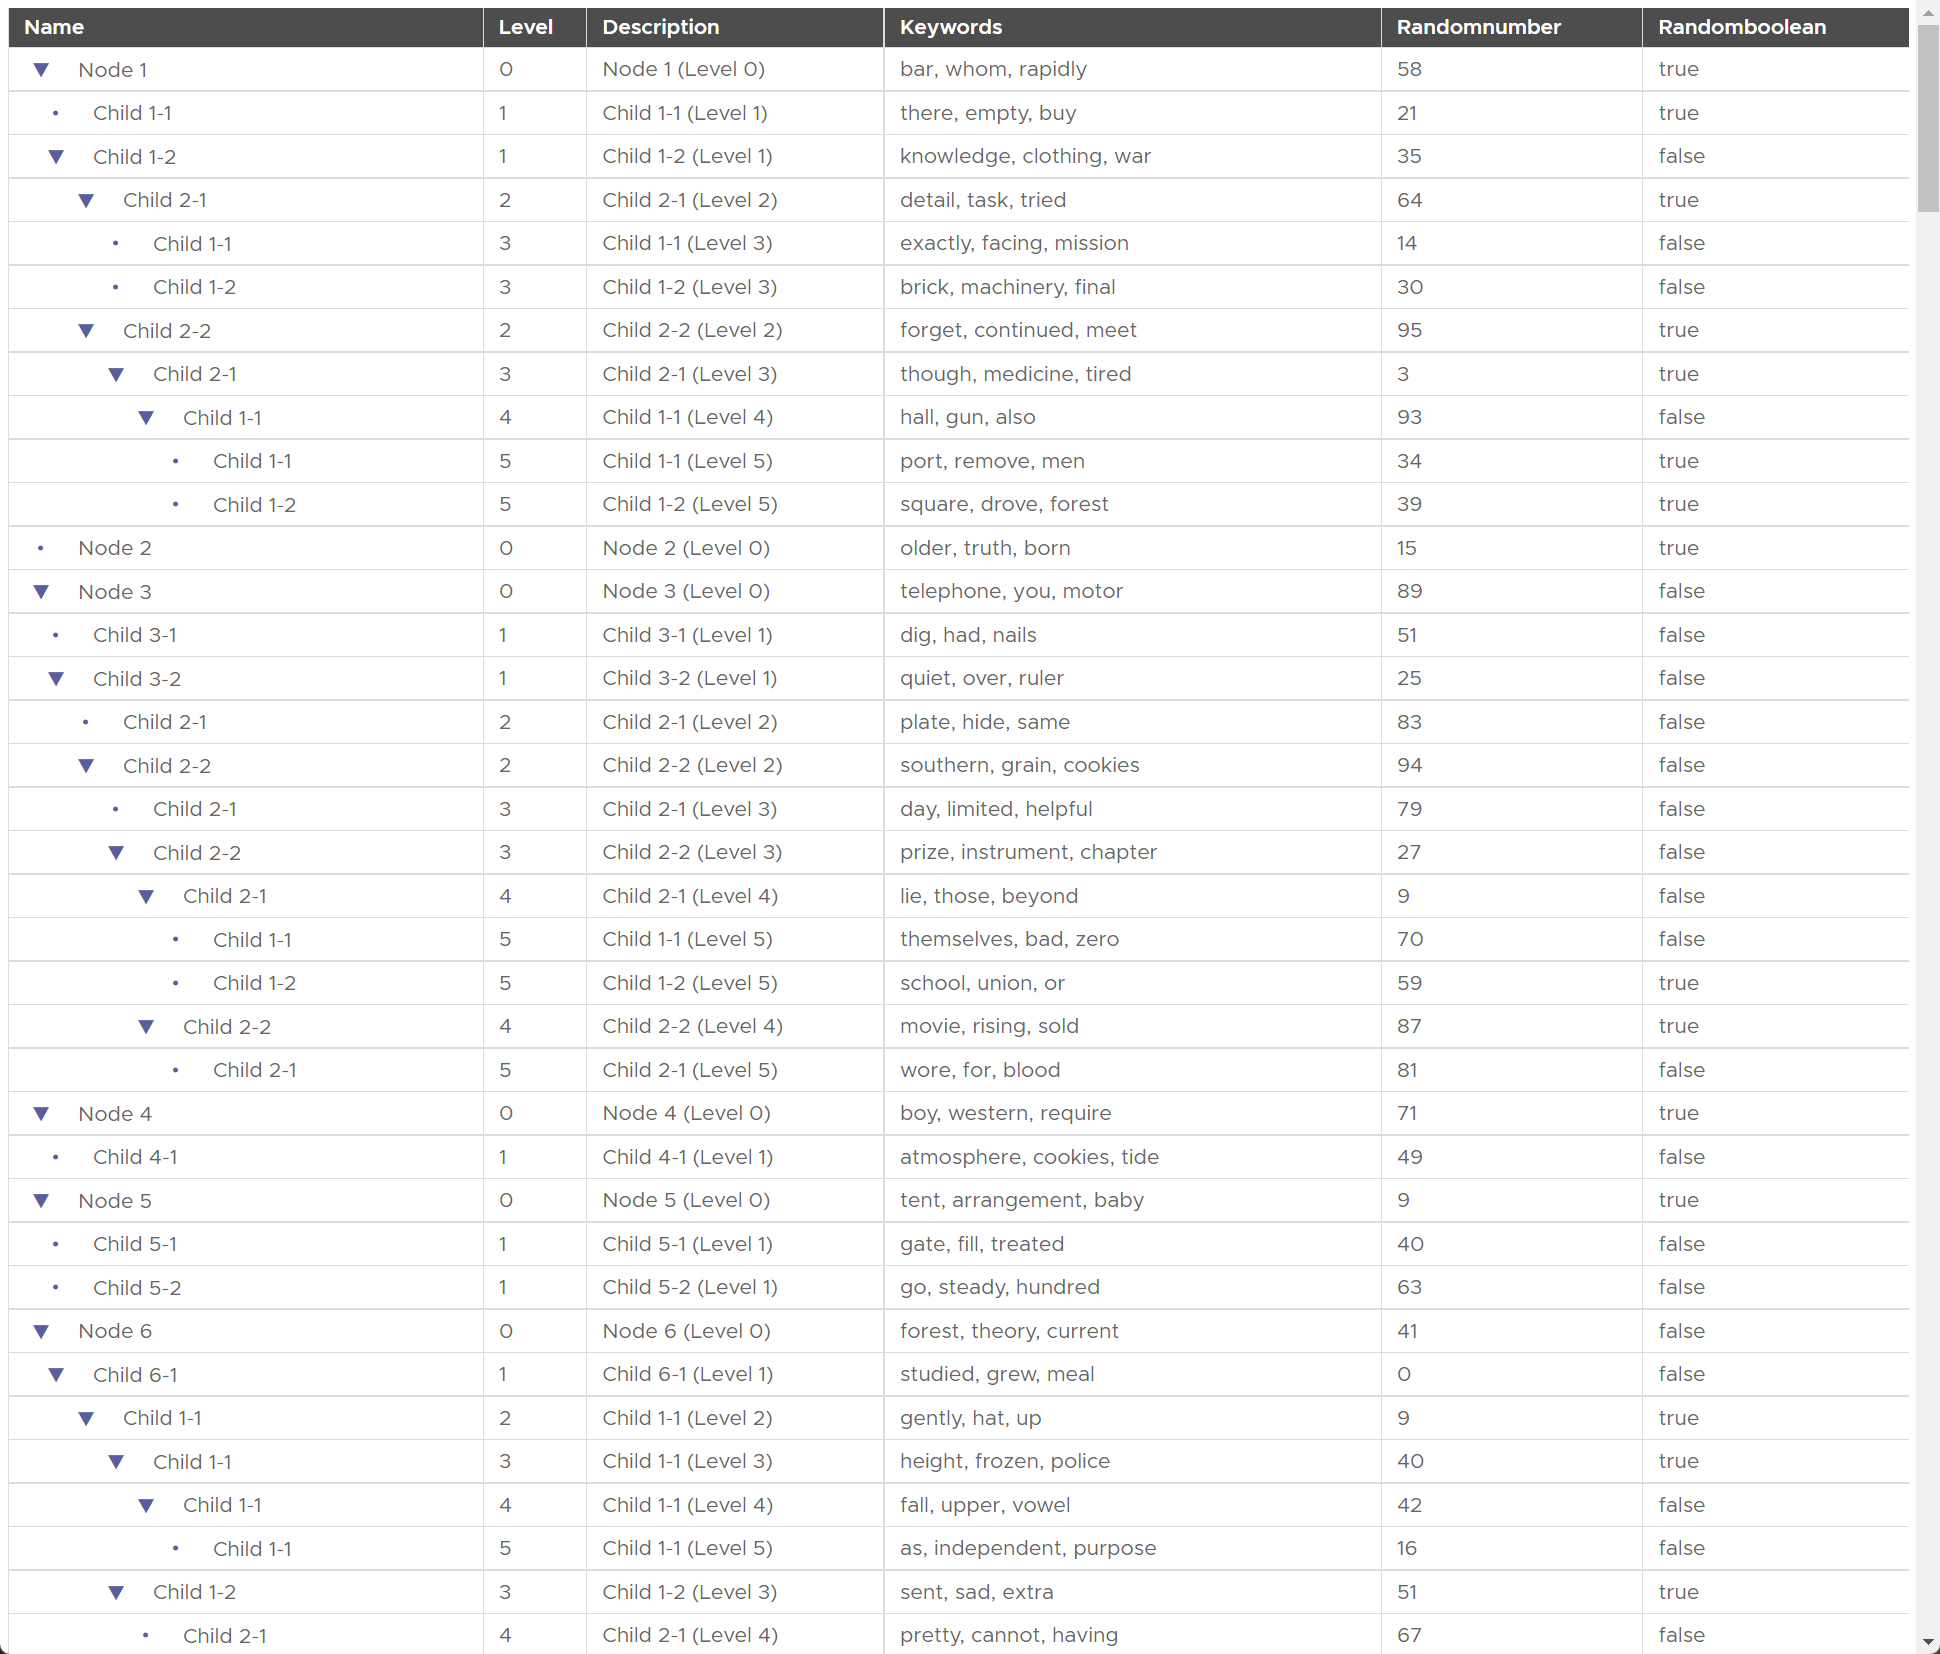 Name Level Description Keywords Randomnumber Randomboolean
▼ Node 1 0 Node 1 (Level 0) bar, whom, rapidly 58 true
• Child 1-1 1 Child 1-1 (Level 1) there, empty, buy 21 true
▼ Child 1-2 1 Child 1-2 (Level 1) knowledge, clothing, war 35 false
▼ Child 2-1 2 Child 2-1 (Level 2) detail, task, tried 64 true
• Child 1-1 3 Child 1-1 (Level 3) exactly, facing, mission 14 false
• Child 1-2 3 Child 1-2 (Level 3) brick, machinery, final 30 false
▼ Child 2-2 2 Child 2-2 (Level 2) forget, continued, meet 95 true
▼ Child 2-1 3 Child 2-1 (Level 3) though, medicine, tired 3 true
▼ Child 1-1 4 Child 1-1 (Level 4) hall, gun, also 93 false
• Child 1-1 5 Child 1-1 (Level 5) port, remove, men 34 true
• Child 1-2 5 Child 1-2 (Level 5) square, drove, forest 39 true
• Node 2 0 Node 2 (Level 0) older, truth, born 15 true
▼ Node 3 0 Node 3 (Level 0) telephone, you, motor 89 false
• Child 3-1 1 Child 3-1 (Level 1) dig, had, nails 51 false
▼ Child 3-2 1 Child 3-2 (Level 1) quiet, over, ruler 25 false
• Child 2-1 2 Child 2-1 (Level 2) plate, hide, same 83 false
▼ Child 2-2 2 Child 2-2 (Level 2) southern, grain, cookies 94 false
• Child 2-1 3 Child 2-1 (Level 3) day, limited, helpful 79 false
▼ Child 2-2 3 Child 2-2 (Level 3) prize, instrument, chapter 27 false
▼ Child 2-1 4 Child 2-1 (Level 4) lie, those, beyond 9 false
• Child 1-1 5 Child 1-1 (Level 5) themselves, bad, zero 70 false
• Child 1-2 5 Child 1-2 (Level 5) school, union, or 59 true
▼ Child 2-2 4 Child 2-2 (Level 4) movie, rising, sold 87 true
• Child 2-1 5 Child 2-1 (Level 5) wore, for, blood 81 false
▼ Node 4 0 Node 4 (Level 0) boy, western, require 71 true
• Child 4-1 1 Child 4-1 (Level 1) atmosphere, cookies, tide 49 false
▼ Node 5 0 Node 5 (Level 0) tent, arrangement, baby 9 true
• Child 5-1 1 Child 5-1 (Level 1) gate, fill, treated 40 false
• Child 5-2 1 Child 5-2 (Level 1) go, steady, hundred 63 false
▼ Node 6 0 Node 6 (Level 0) forest, theory, current 41 false
▼ Child 6-1 1 Child 6-1 (Level 1) studied, grew, meal 0 false
▼ Child 1-1 2 Child 1-1 (Level 2) gently, hat, up 9 true
▼ Child 1-1 3 Child 1-1 (Level 3) height, frozen, police 40 true
▼ Child 1-1 4 Child 1-1 (Level 4) fall, upper, vowel 42 false
• Child 1-1 5 Child 1-1 (Level 5) as, independent, purpose 16 false
▼ Child 1-2 3 Child 1-2 (Level 3) sent, sad, extra 51 true
• Child 2-1 4 Child 2-1 (Level 4) pretty, cannot, having 67 false